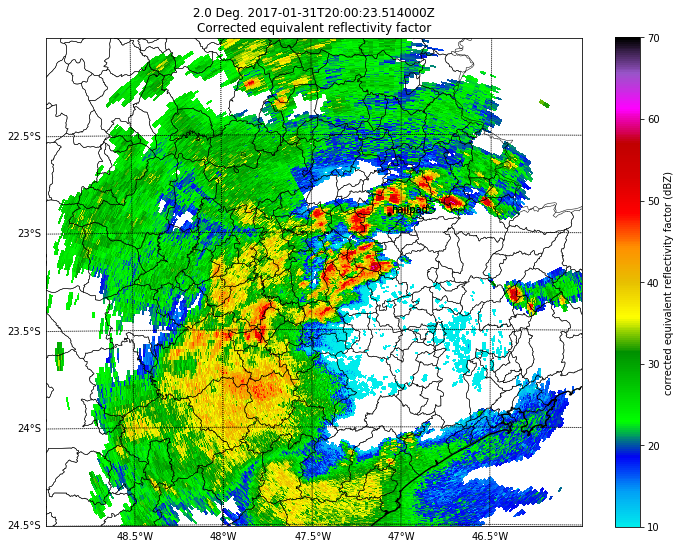 2.0 Deg. 2017-01-31T20:00:23.514000Z
Corrected equivalent reflectivity factor
22.5°S
23°S
23.5°S
24°S
24.5°S
48.5°W
48°W
47.5°W
47°W
46.5°W
70
60
50
40
30
20
10
corrected equivalent reflectivity factor (dBZ)